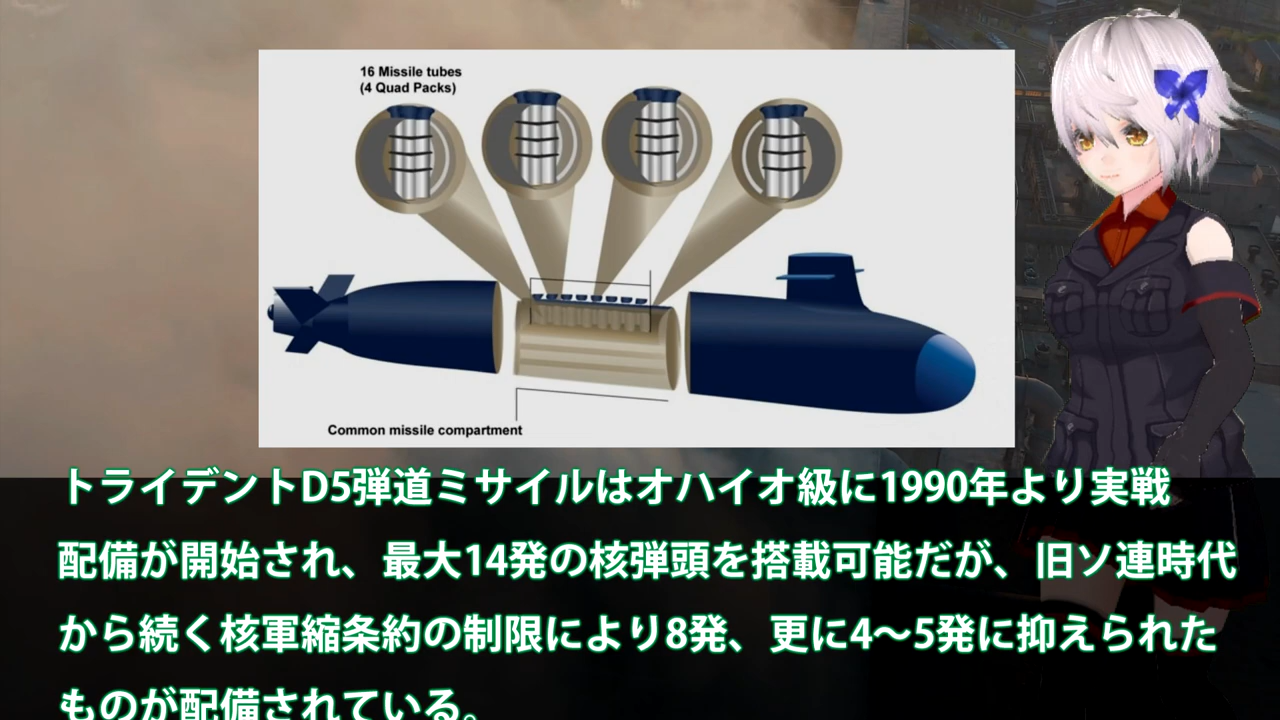 16 Missile tubes
(4 Quad Packs)
Common missile compartment
トライデントD5弾道ミサイルはオハイオ級に1990年より実戦
配備が開始され、最大14発の核弾頭を搭載可能だが、旧ソ連時代
から続く核軍縮条約の制限により8発、更に4～5発に抑えられた
ものが配備されている。